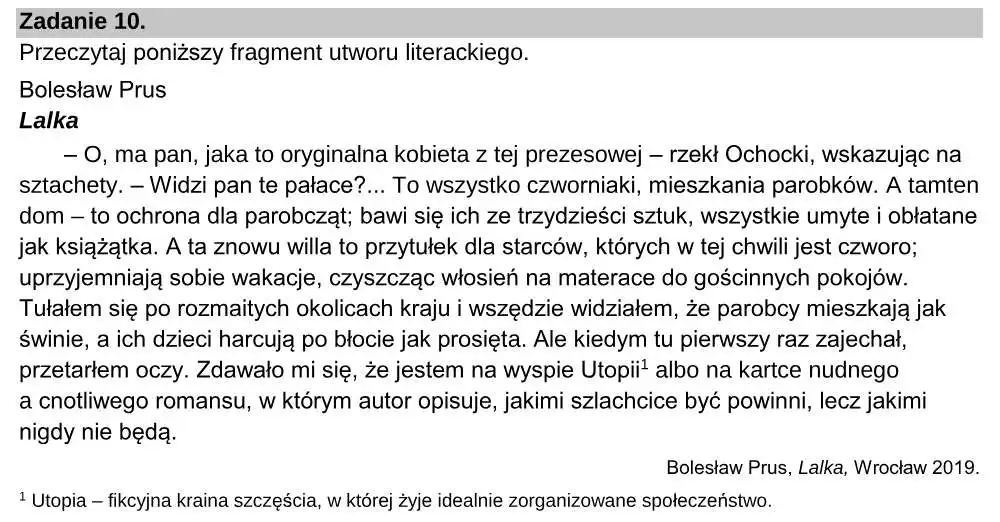 Zadanie 10.
Przeczytaj poniższy fragment utworu literackiego.
Bolesław Prus
Lalka
– O, ma pan, jaka to oryginalna kobieta z tej prezesowej – rzekł Ochocki, wskazując na
sztachety. – Widzi pan te pałace?... To wszystko czworniaki, mieszkania parobków. A tamten
dom – to ochrona dla parobcząt; bawi się ich ze trzydzieści sztuk, wszystkie umyte i obłatane
jak książątka. A ta znowu willa to przytułek dla starców, których w tej chwili jest czworo;
uprzyjemniają sobie wakacje, czyszcząc włosień na materace do gościnnych pokojów.
Tułałem się po rozmaitych okolicach kraju i wszędzie widziałem, że parobcy mieszkają jak
świnie, a ich dzieci harcują po błocie jak prosięta. Ale kiedym tu pierwszy raz zajechał,
przetarłem oczy. Zdawało mi się, że jestem na wyspie Utopii¹ albo na kartce nudnego
a cnotliwego romansu, w którym autor opisuje, jakimi szlachcice być powinni, lecz jakimi
nigdy nie będą.
Bolesław Prus, Lalka, Wrocław 2019.
¹ Utopia – fikcyjna kraina szczęścia, w której żyje idealnie zorganizowane społeczeństwo.